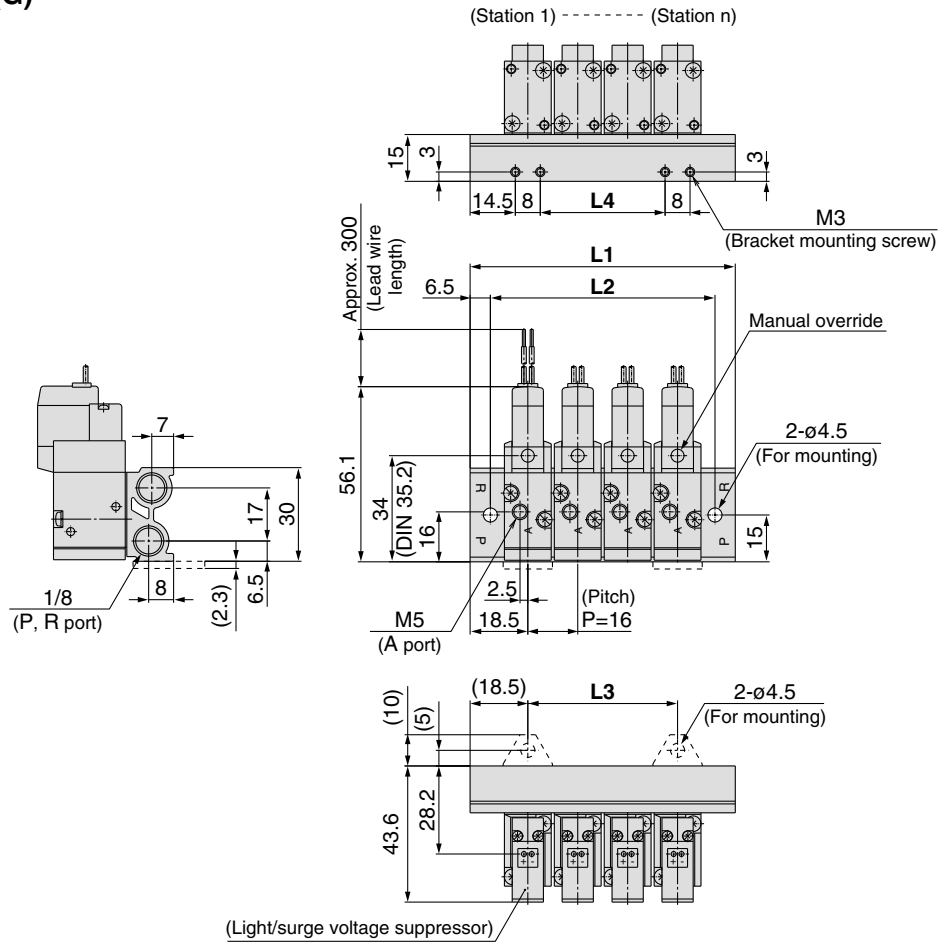 (Station 1) - - - - - - - (Station n)
15
3
3
14.5
8
L4
8
M3
(Bracket mounting screw)
Approx. 300
(Lead wire
length)
L1
6.5
L2
Manual override
2-ø4.5
(For mounting)
56.1
34
(DIN 35.2)
16
R
P
A
A
A
A
R
P
15
7
17
30
8
(2.3)
6.5
1/8
(P, R port)
2.5
(Pitch)
M5
(A port)
18.5
P=16
(18.5)
L3
2-ø4.5
(For mounting)
(10)
(5)
43.6
28.2
+ -
+ -
+ -
+ -
(Light/surge voltage suppressor)